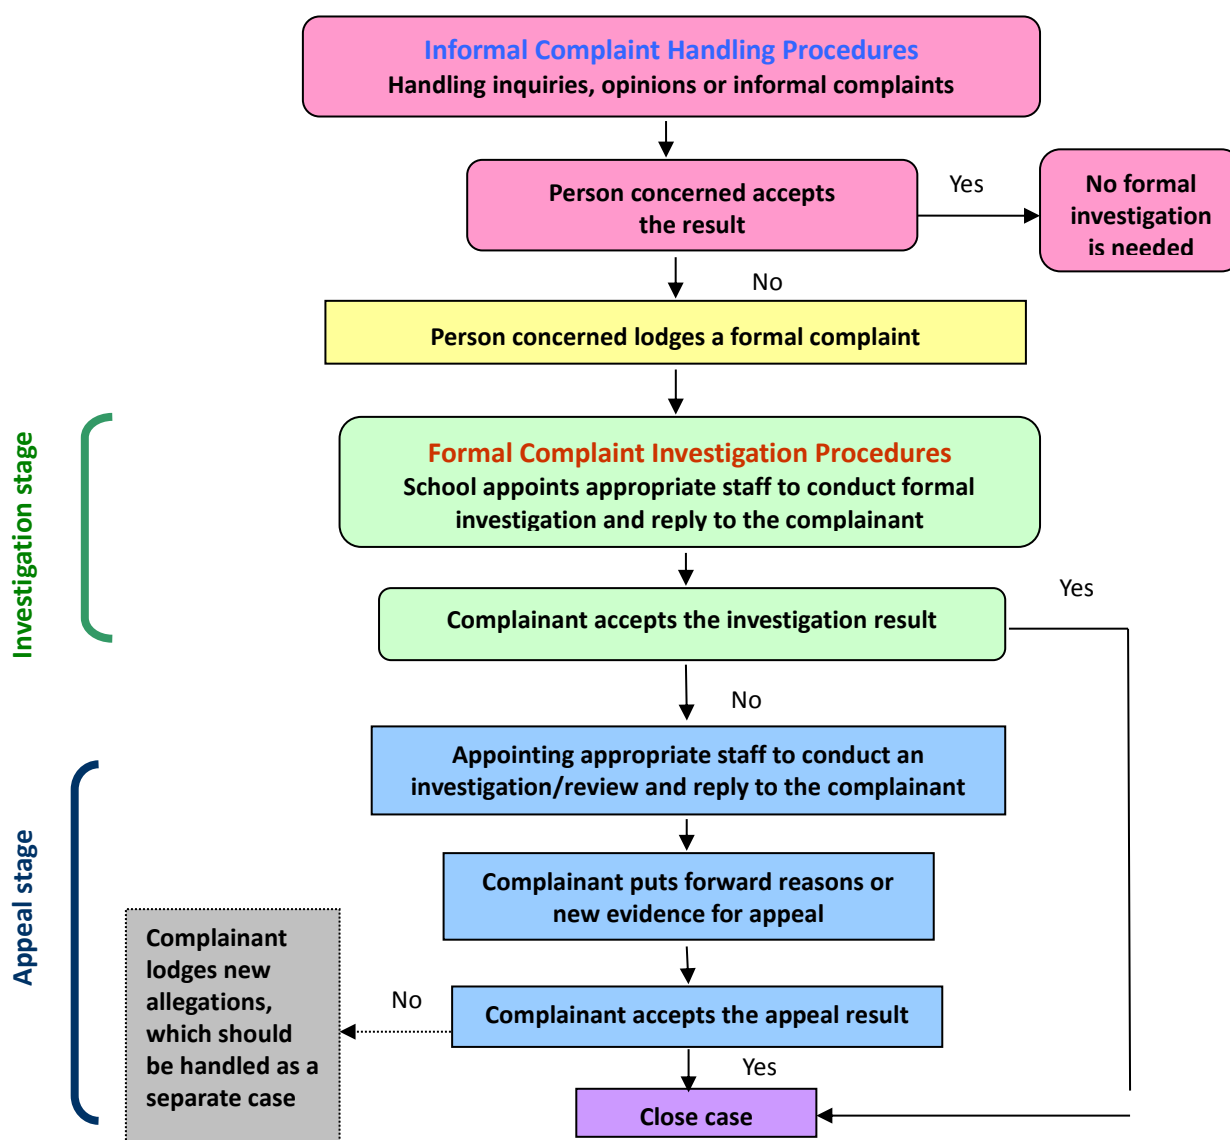 Informal Complaint Handling Procedures
Handling inquiries, opinions or informal complaints
Person concerned accepts
the result
Yes
No formal
investigation
is needed
No
Person concerned lodges a formal complaint
Investigation stage
Formal Complaint Investigation Procedures
School appoints appropriate staff to conduct formal
investigation and reply to the complainant
Complainant accepts the investigation result
Yes
No
Appeal stage
Appointing appropriate staff to conduct an
investigation/review and reply to the complainant
Complainant puts forward reasons or
new evidence for appeal
Complainant
lodges new
allegations,
which should
be handled as a
separate case
No
Complainant accepts the appeal result
Yes
Close case